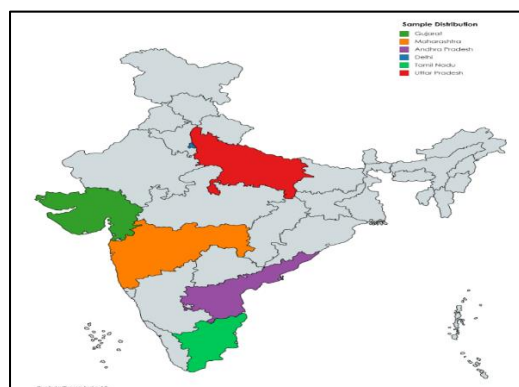 Sample Distribution
Gujarat
Maharashtra
Andhra Pradesh
Delhi
Tamil Nadu
Uttar Pradesh